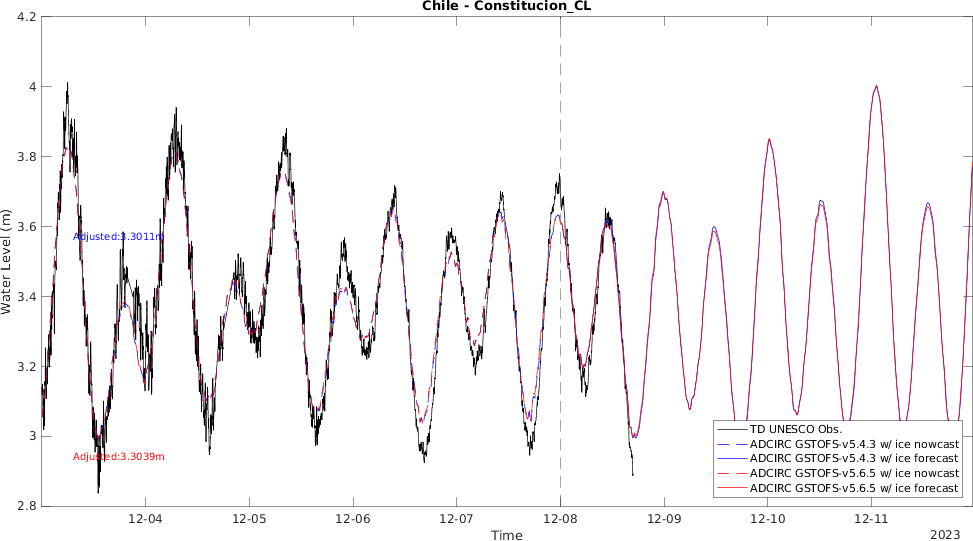 Chile - Constitucion_CL
4.2
4
3.8
3.6
3.4
3.2
3
2.8
Water Level (m)
Adjusted:3.3011m
Adjusted:3.3039m
TD UNESCO Obs.
ADCIRC GSTOFS-v5.4.3 w/ ice nowcast
ADCIRC GSTOFS-v5.4.3 w/ ice forecast
ADCIRC GSTOFS-v5.6.5 w/ ice nowcast
ADCIRC GSTOFS-v5.6.5 w/ ice forecast
12-04 12-05 12-06 12-07 12-08 12-09 12-10 12-11
Time
2023